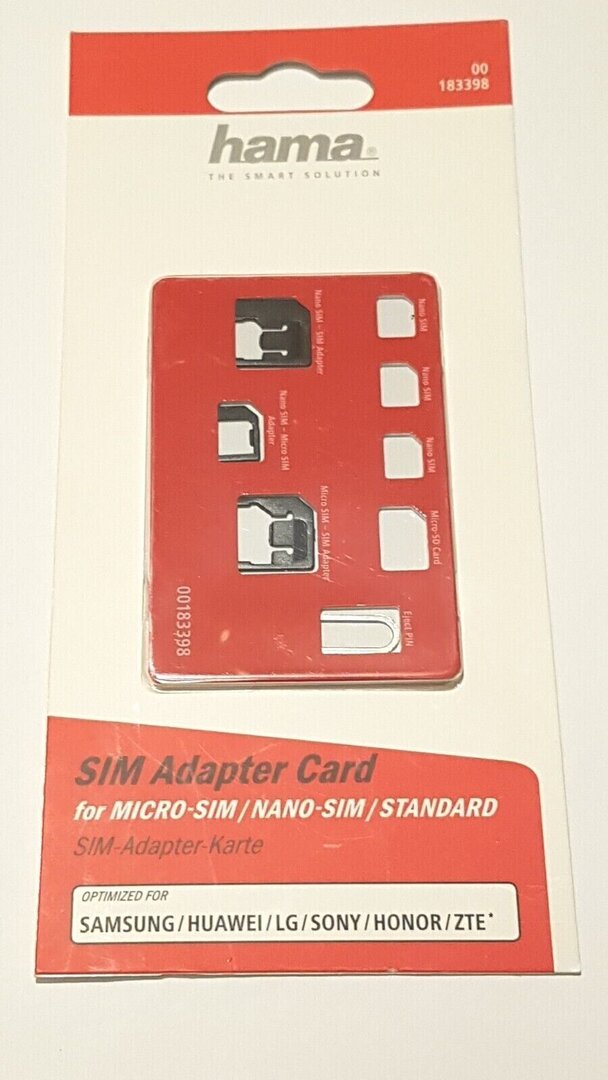 00
183398
hama®
THE SMART SOLUTION
Nano SIM – SIM Adapter
Nano SIM
Nano SIM
Nano SIM – Micro SIM
Adapter
Nano SIM
Micro SIM – SIM Adapter
Micro-SD Card
Eject PIN
00183398
SIM Adapter Card
for MICRO-SIM/NANO-SIM/STANDARD
SIM-Adapter-Karte
OPTIMIZED FOR
SAMSUNG/HUAWEI/LG/SONY/HONOR/ZTE*